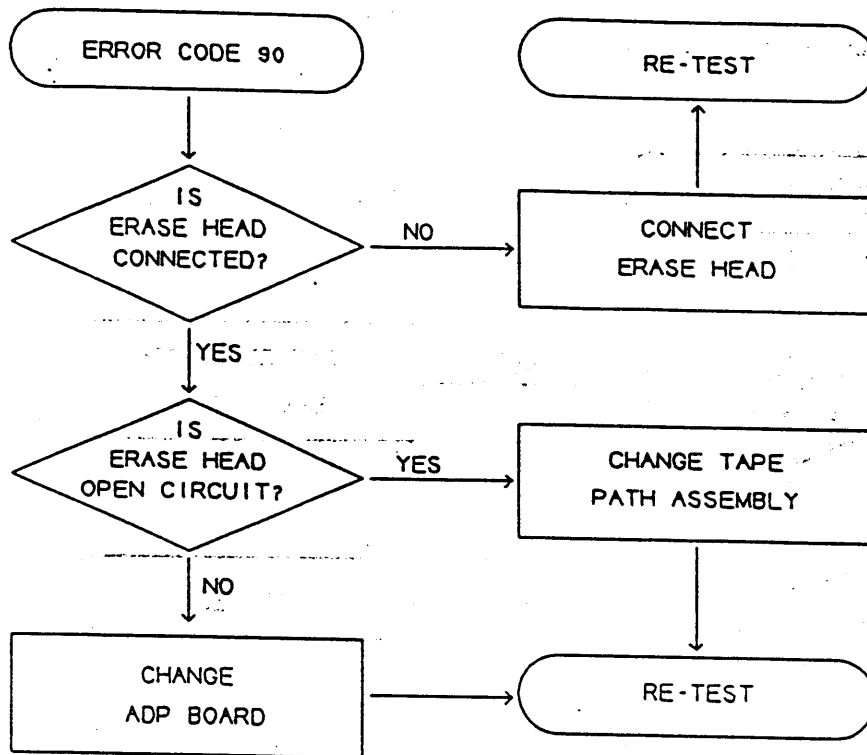 ERROR CODE 90
RE-TEST
IS
ERASE HEAD
CONNECTED?
NO
CONNECT
ERASE HEAD
YES
IS
ERASE HEAD
OPEN CIRCUIT?
YES
CHANGE TAPE
PATH ASSEMBLY
NO
CHANGE
ADP BOARD
RE-TEST